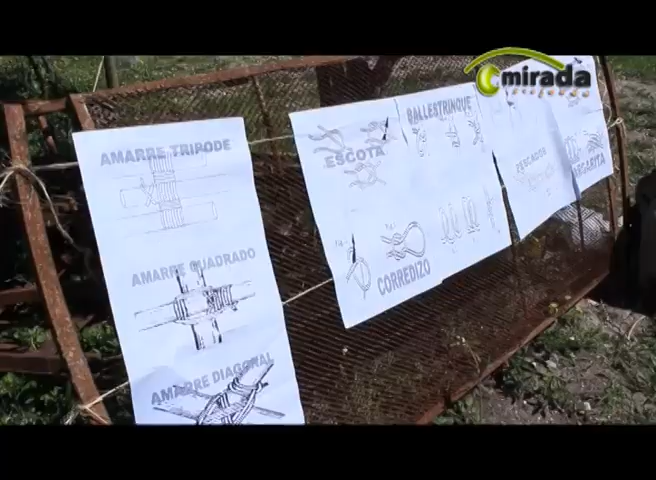 mirada
AMARRE TRIPODE
AMARRE CUADRADO
AMARRE DIAGONAL
ESCOTA
CORREDIZO
BALLESTRINQUE
PESCADOR
MARGARITA